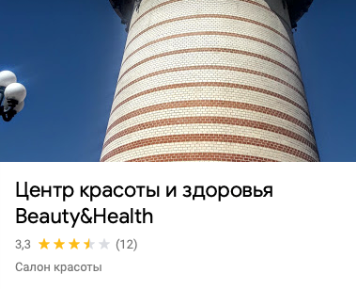 Центр красоты и здоровья
Beauty&Health
3,3 (12)
Салон красоты